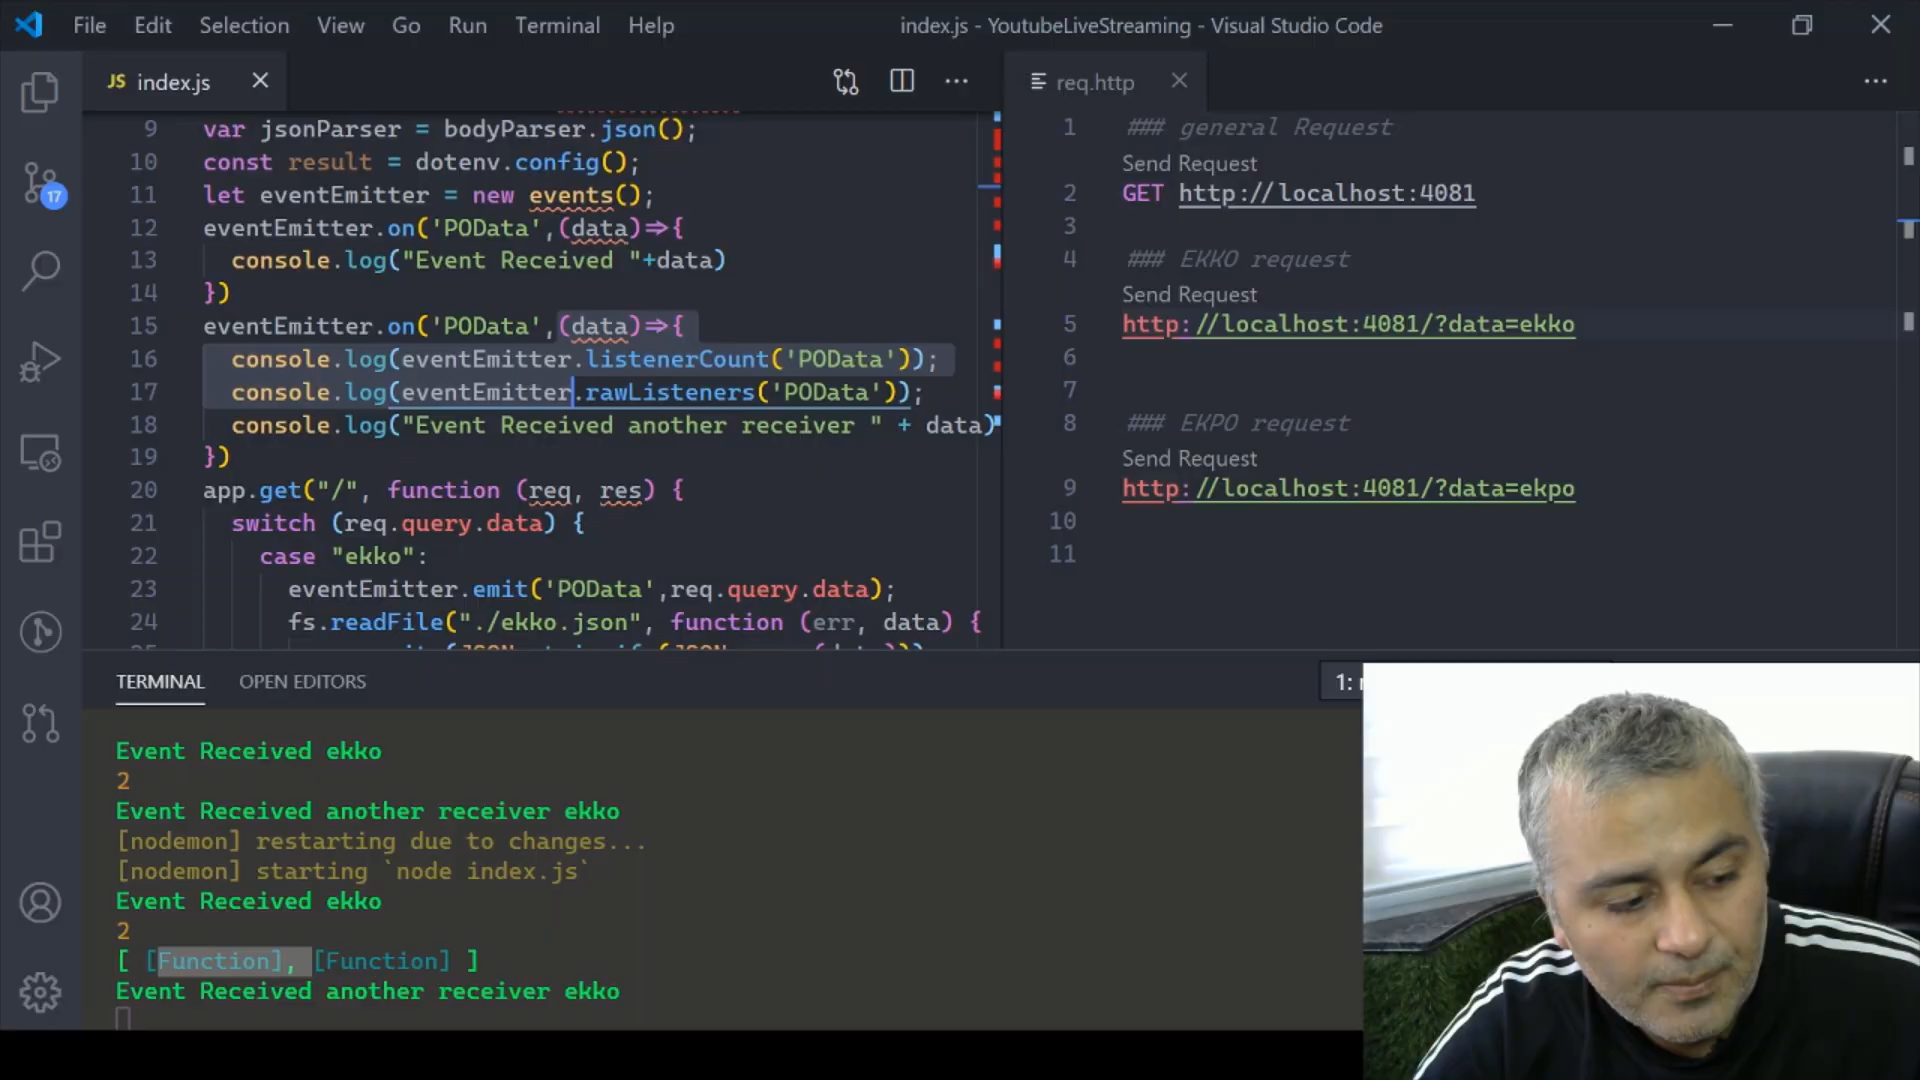 File Edit Selection View Go Run Terminal Help
index.js - YoutubeLiveStreaming - Visual Studio Code
JS index.js
9 var jsonParser = bodyParser.json();
10 const result = dotenv.config();
11 let eventEmitter = new events();
12 eventEmitter.on('POData',(data)=>{
13 console.log("Event Received "+data)
14 })
15 eventEmitter.on('POData',(data)=>{
16 console.log(eventEmitter.listenerCount('POData'));
17 console.log(eventEmitter.rawListeners('POData'));
18 console.log("Event Received another receiver " + data)
19 })
20 app.get("/", function (req, res) {
21 switch (req.query.data) {
22 case "ekko":
23 eventEmitter.emit('POData',req.query.data);
24 fs.readFile("./ekko.json", function (err, data) {
req.http
1 ### general Request
Send Request
2 GET http://localhost:4081
3
4 ### EKKO request
Send Request
5 http://localhost:4081/?data=ekko
6
7
8 ### EKPO request
Send Request
9 http://localhost:4081/?data=ekpo
10
11
17
TERMINAL OPEN EDITORS
1:
Event Received ekko
2
Event Received another receiver ekko
[nodemon] restarting due to changes...
[nodemon] starting `node index.js`
Event Received ekko
2
[ [Function], [Function] ]
Event Received another receiver ekko